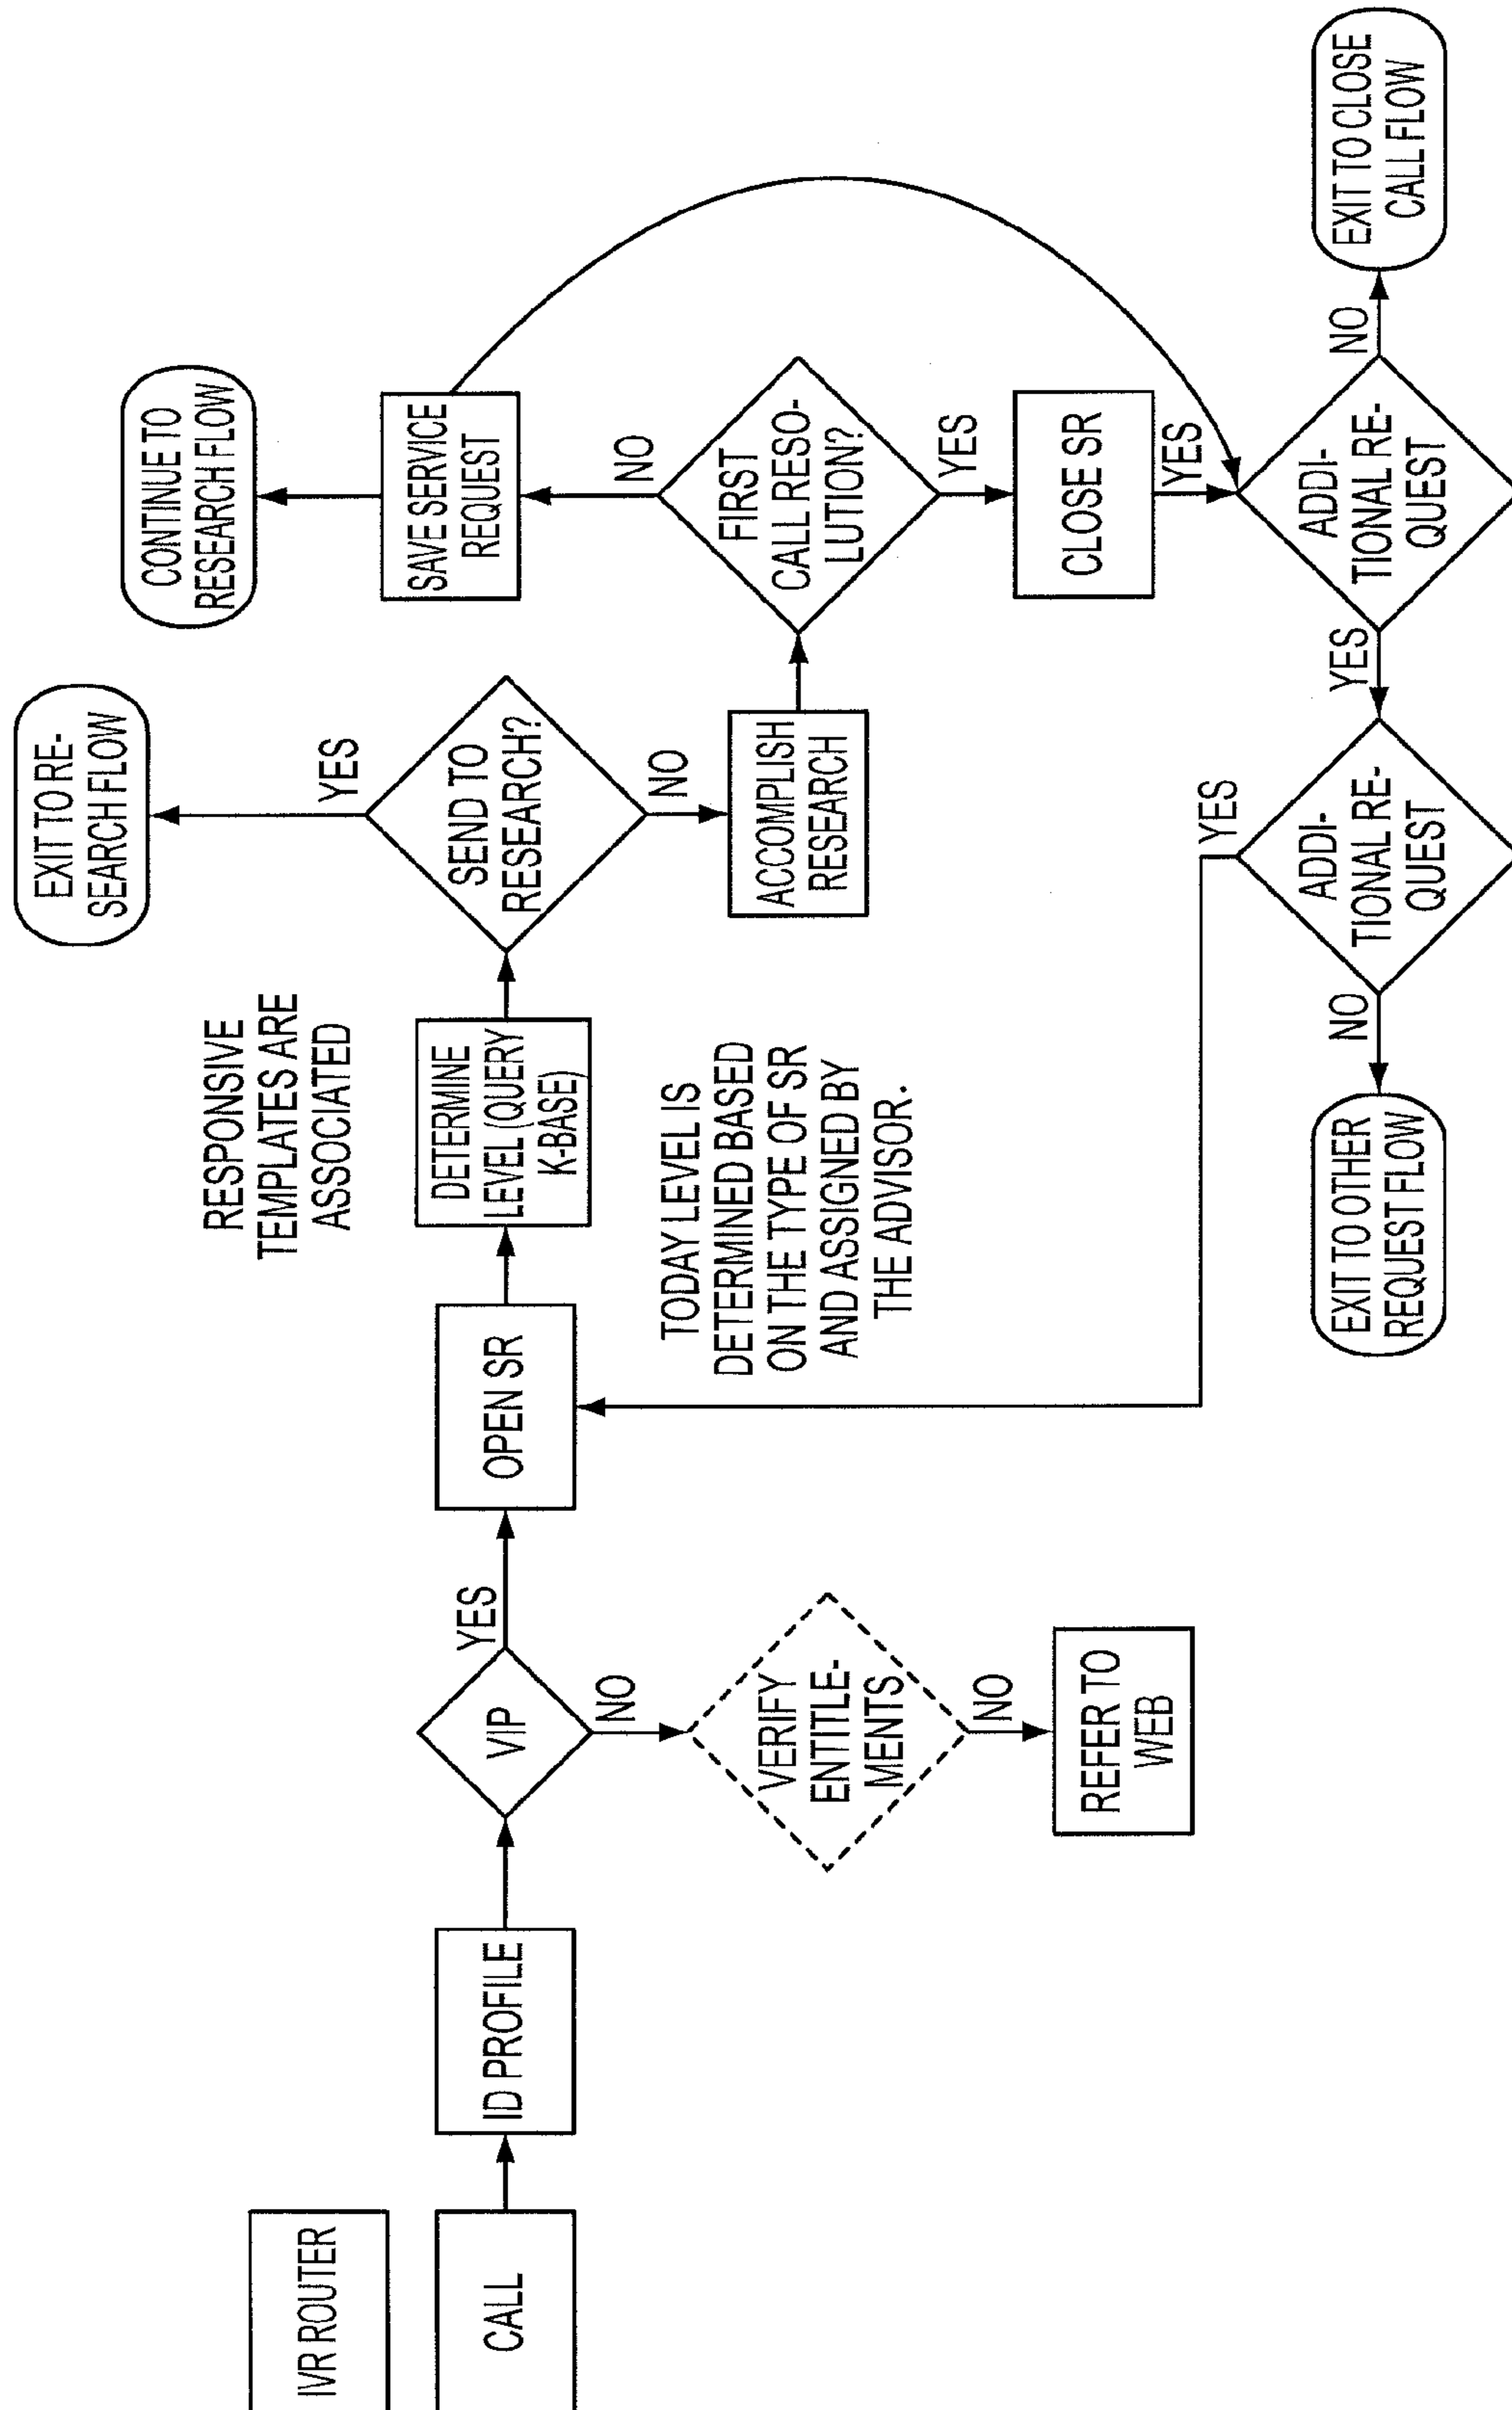 IVR ROUTER
CALL
ID PROFILE
VIP
YES
NO
VERIFY
ENTITLE-
MENTS
NO
REFER TO
WEB
OPEN SR
RESPONSIVE
TEMPLATES ARE
ASSOCIATED
DETERMINE
LEVEL (QUERY
K-BASE)
TODAY LEVEL IS
DETERMINED BASED
ON THE TYPE OF SR
AND ASSIGNED BY
THE ADVISOR.
EXIT TO RE-
SEARCH FLOW
YES
SEND TO
RESEARCH?
NO
ACCOMPLISH
RESEARCH
CONTINUE TO
RESEARCH FLOW
SAVE SERVICE
REQUEST
NO
FIRST
CALL RESO-
LUTION?
YES
CLOSE SR
YES
ADDI-
TIONAL RE-
QUEST
NO
EXIT TO CLOSE
CALL FLOW
YES
ADDI-
TIONAL RE-
QUEST
YES
NO
EXIT TO OTHER
REQUEST FLOW